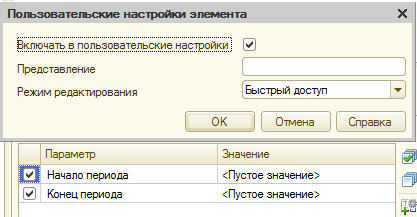 Пользовательские настройки элемента
Включать в пользовательские настройки
Представление
Режим редактирования
Быстрый доступ
OK
Отмена
Справка
Параметр
Значение
Начало периода
<Пустое значение>
Конец периода
<Пустое значение>